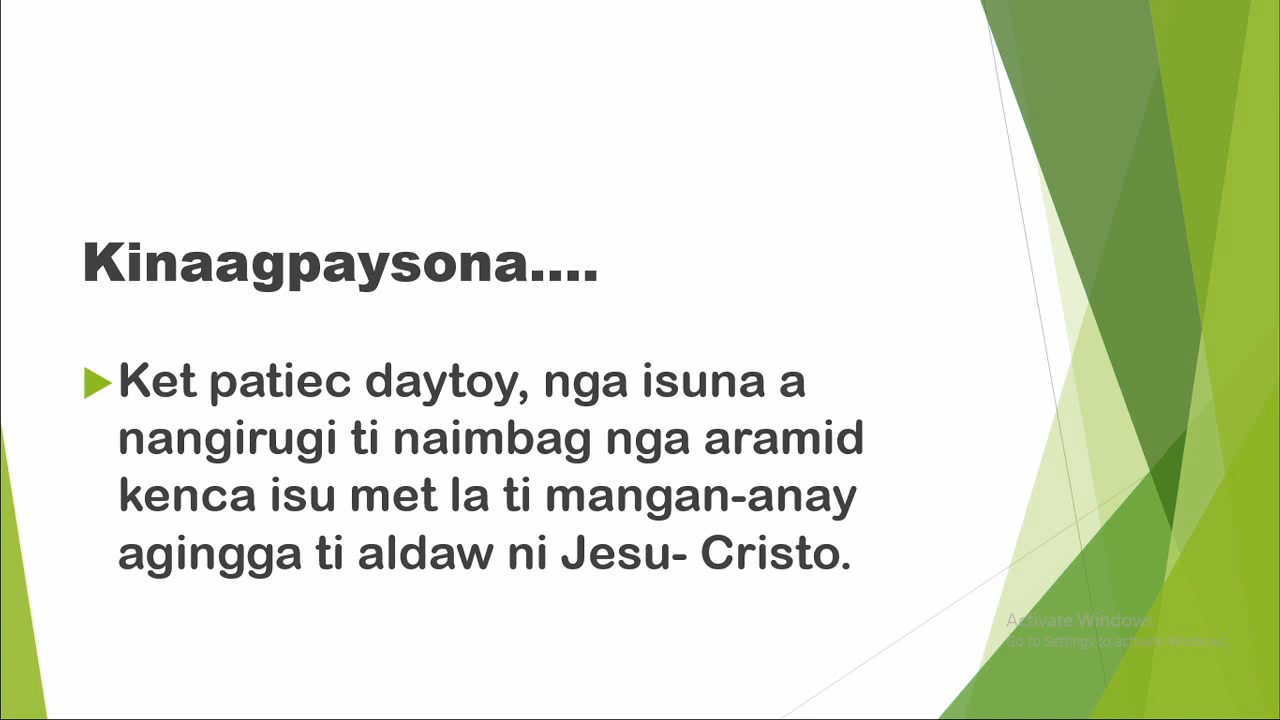 Kinaagpaysona....
Ket patiec daytoy, nga isuna a
nangirugi ti naimbag nga aramid
kenca isu met la ti mangan-anay
agingga ti aldaw ni Jesu- Cristo.
Activate Windows
Go to Settings to activate Windows.